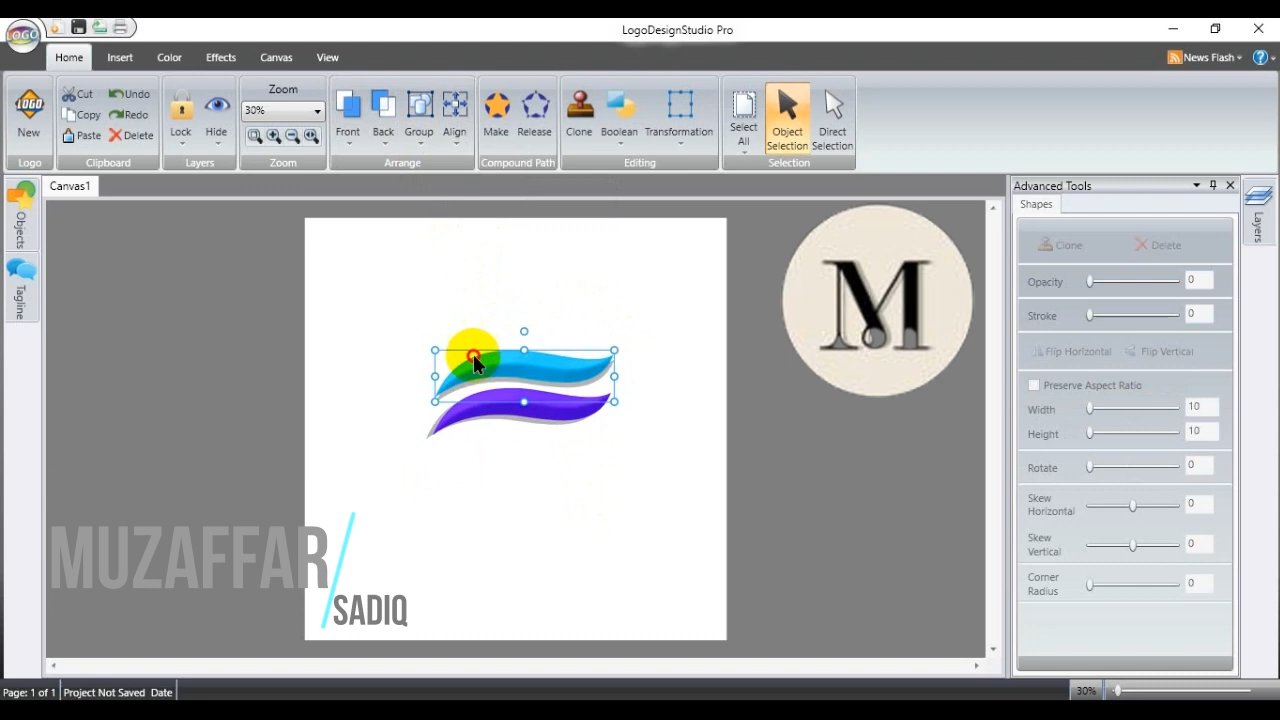 LOGO
LogoDesignStudio Pro
Home
Insert
Color
Effects
Canvas
View
News Flash
?
LOGO
New
Logo
Cut
Copy
Paste
Undo
Redo
Delete
Clipboard
Lock
Hide
Layers
Zoom
30%
Zoom
Front
Back
Group
Align
Arrange
Make
Release
Compound Path
Clone
Boolean
Transformation
Editing
Select
All
Object
Selection
Direct
Selection
Selection
Objects
Tagline
Canvas1
M
MUZAFFAR
SADIQ
Advanced Tools
Shapes
Clone
Delete
Opacity 0
Stroke 0
Flip Horizontal
Flip Vertical
Preserve Aspect Ratio
Width 10
Height 10
Rotate 0
Skew
Horizontal 0
Skew
Vertical 0
Corner
Radius 0
Layers
Page: 1 of 1
Project Not Saved
Date
30%